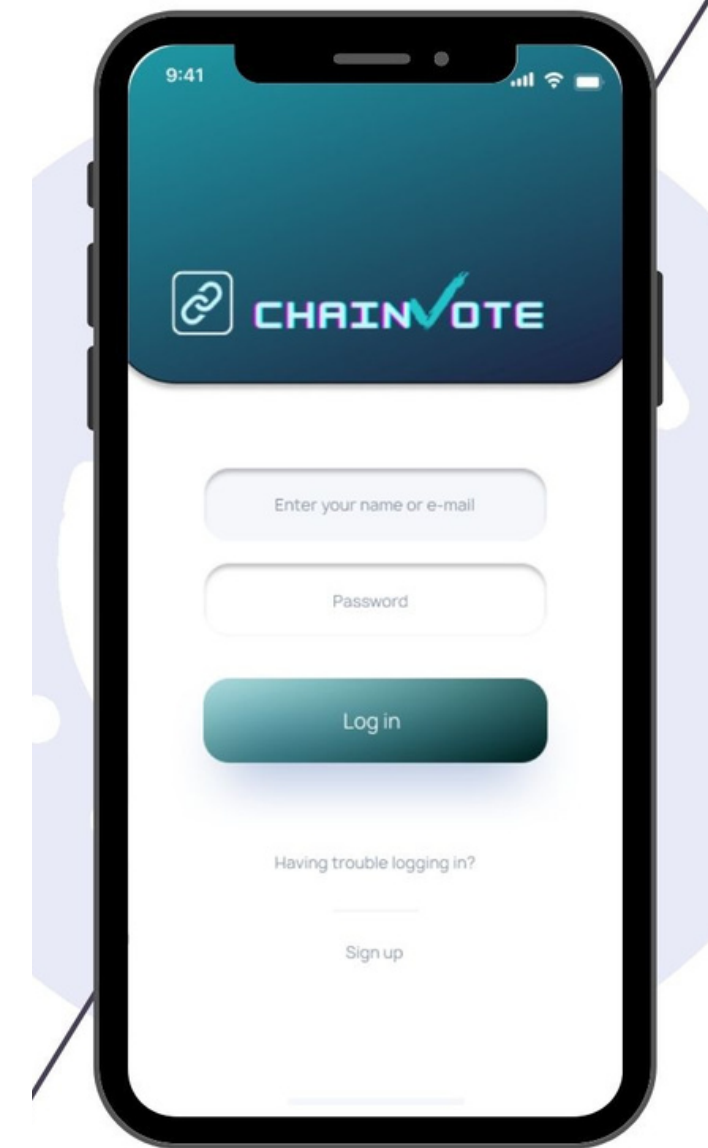 9:41
CHAINVOTE
Enter your name or e-mail
Password
Log in
Having trouble logging in?
Sign up